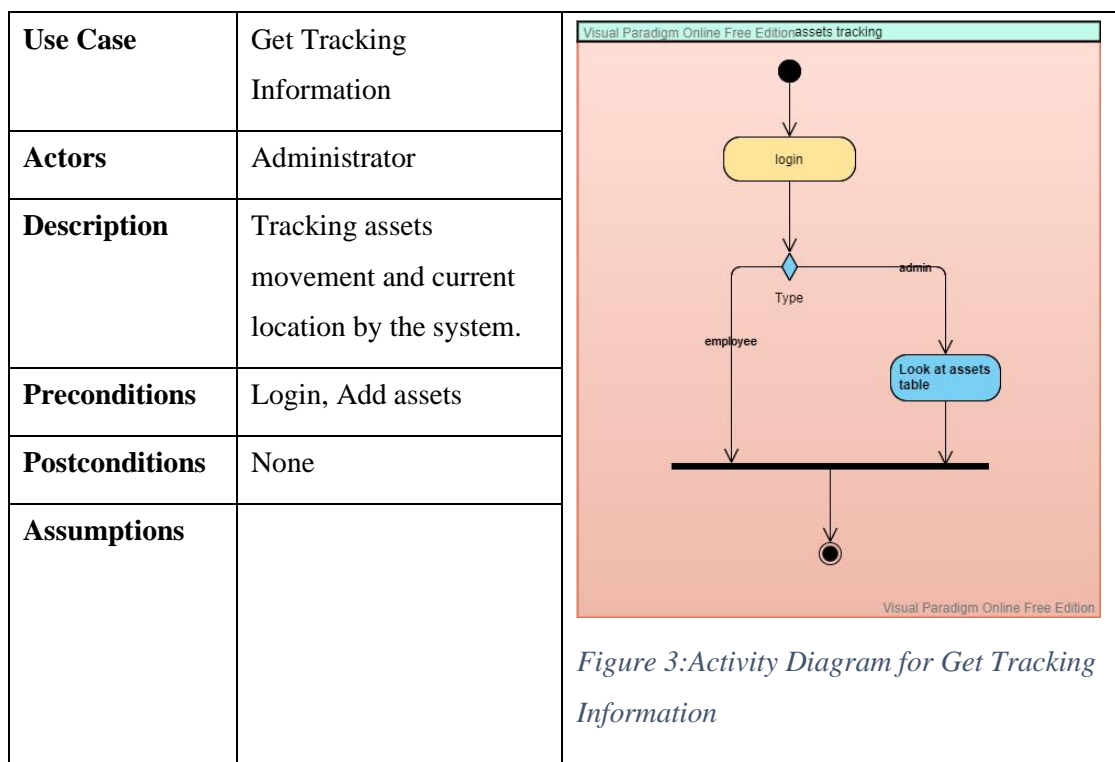 Use Case
Get Tracking
Information
Actors
Administrator
Description
Tracking assets
movement and current
location by the system.
Preconditions
Login, Add assets
Postconditions
None
Assumptions
Visual Paradigm Online Free Edition assets tracking
login
Type
admin
employee
Look at assets
table
Visual Paradigm Online Free Edition
Figure 3:Activity Diagram for Get Tracking
Information